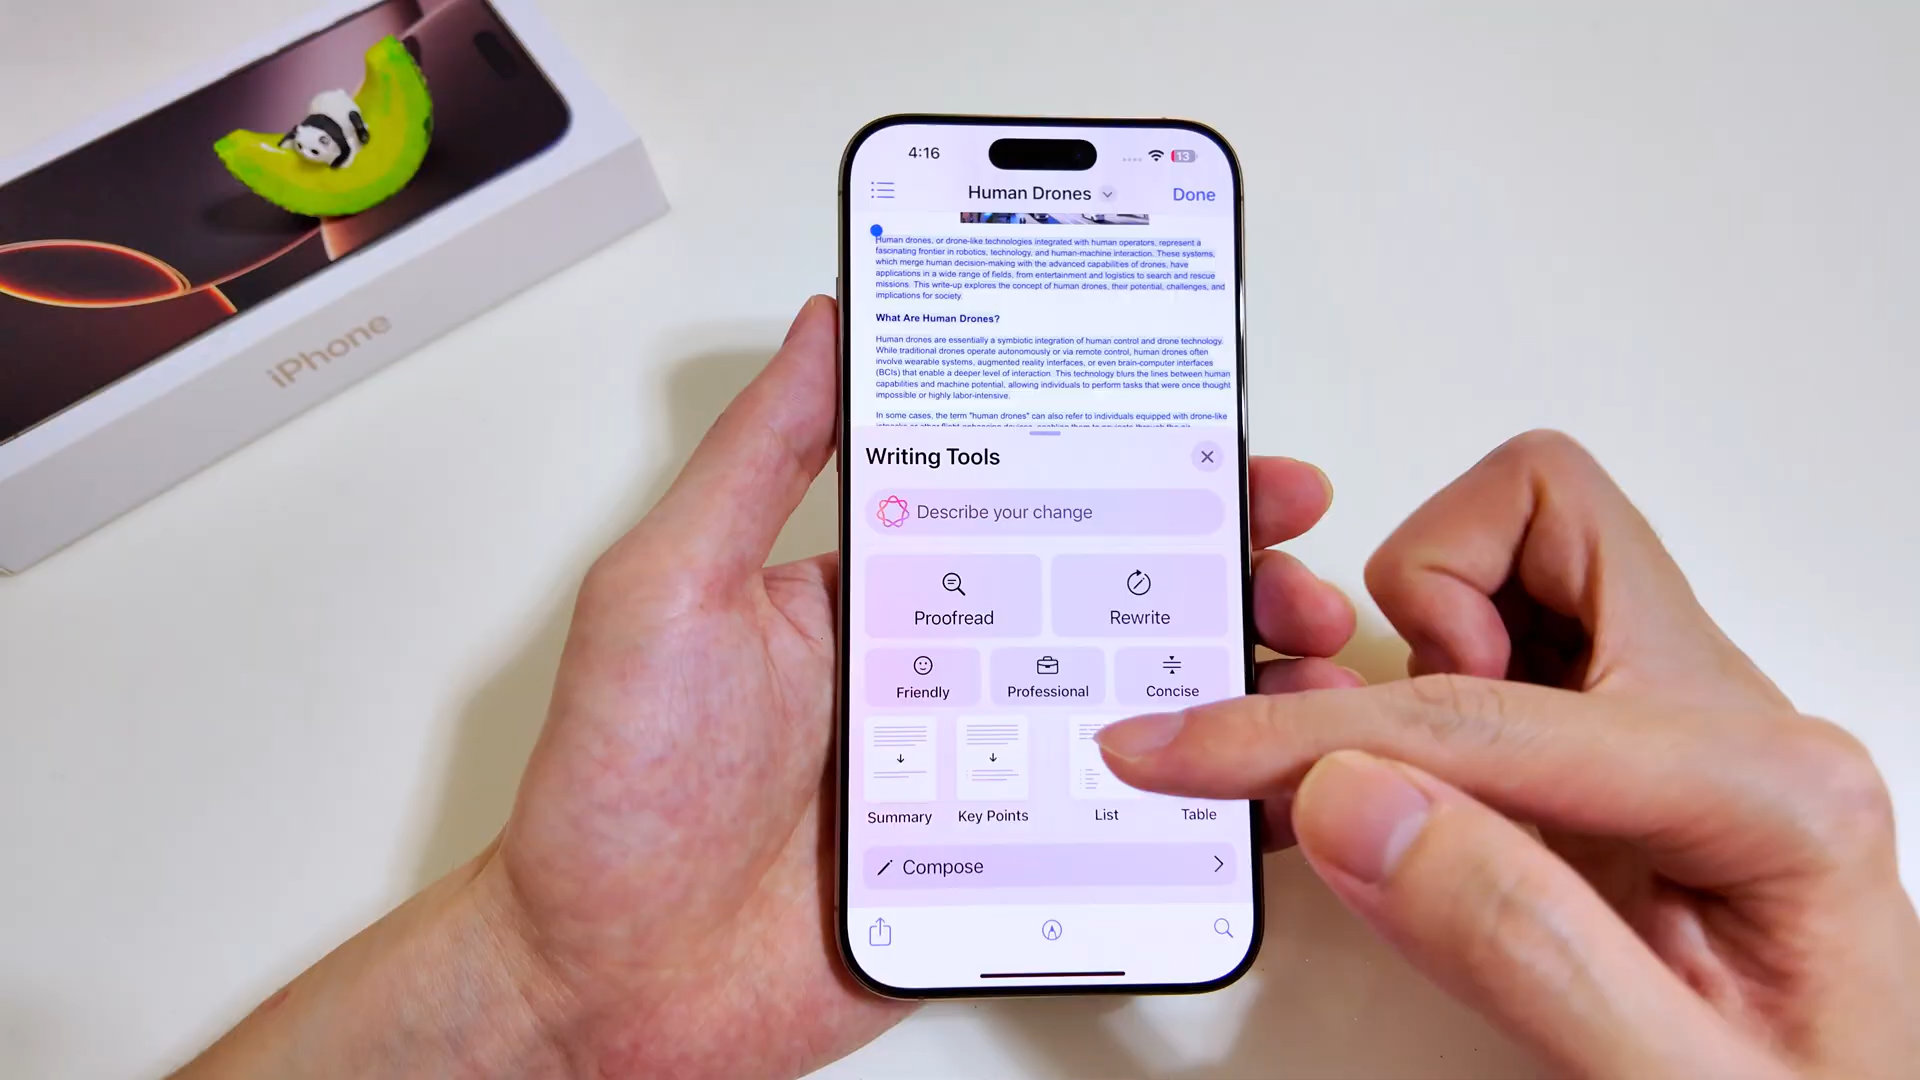 iPhone
4:16
13
Human Drones
Done
Human drones, or drone-like technologies integrated with human operators, represent a
fascinating frontier in robotics, technology, and human-machine interaction. These systems,
which merge human decision-making with the advanced capabilities of drones, have
applications in a wide range of fields, from entertainment and logistics to search and rescue
missions. This write-up explores the concept of human drones, their potential, challenges, and
implications for society.
What Are Human Drones?
Human drones are essentially a symbiotic integration of human control and drone technology.
While traditional drones operate autonomously or via remote control, human drones often
involve wearable systems, augmented reality interfaces, or even brain-computer interfaces
(BCIs) that enable a deeper level of interaction. This technology blurs the lines between human
capabilities and machine potential, allowing individuals to perform tasks that were once thought
impossible or highly labor-intensive.
In some cases, the term "human drones" can also refer to individuals equipped with drone-like
Writing Tools
Describe your change
Proofread
Rewrite
Friendly
Professional
Concise
Summary
Key Points
List
Table
Compose